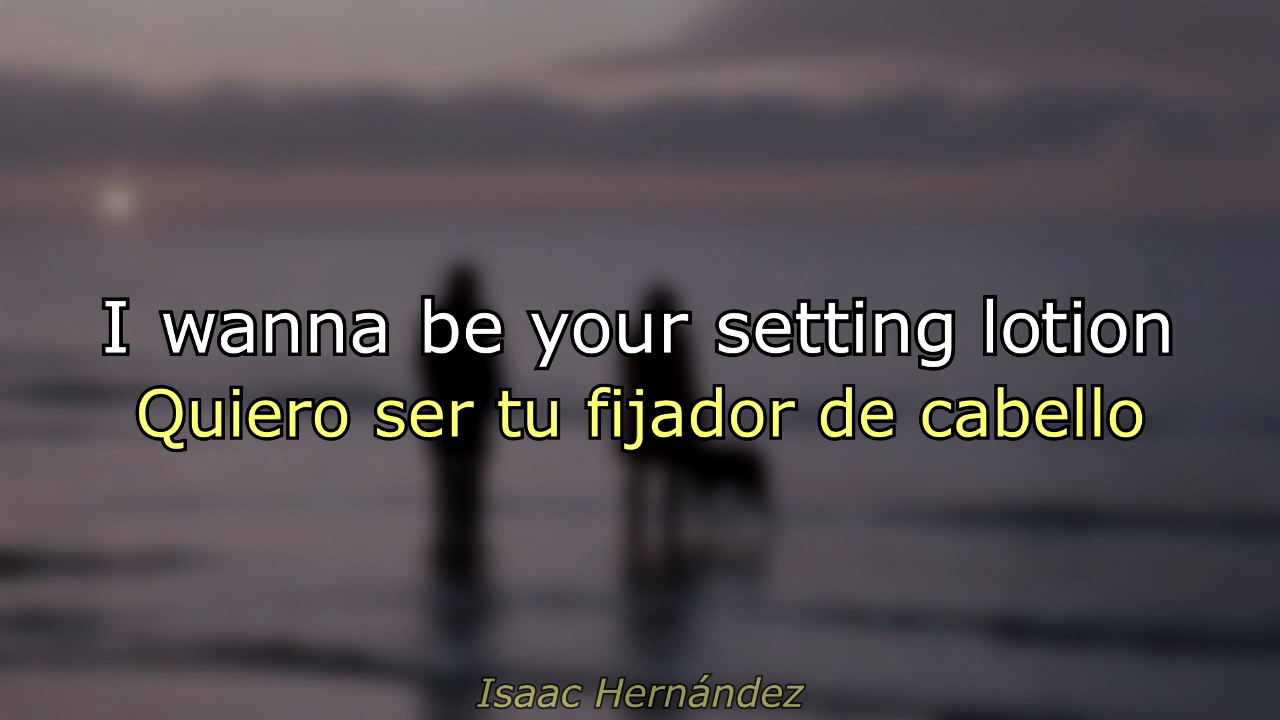 I wanna be your setting lotion
Quiero ser tu fijador de cabello
Isaac Hernández